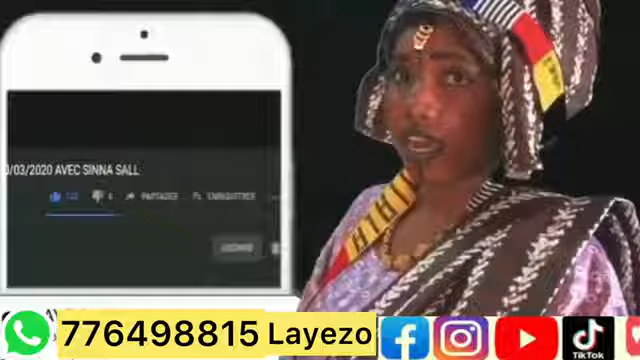 0/03/2020 AVEC SINNA SALL
PARTAGER ENREGISTRER
776498815 Layezo
TikTok